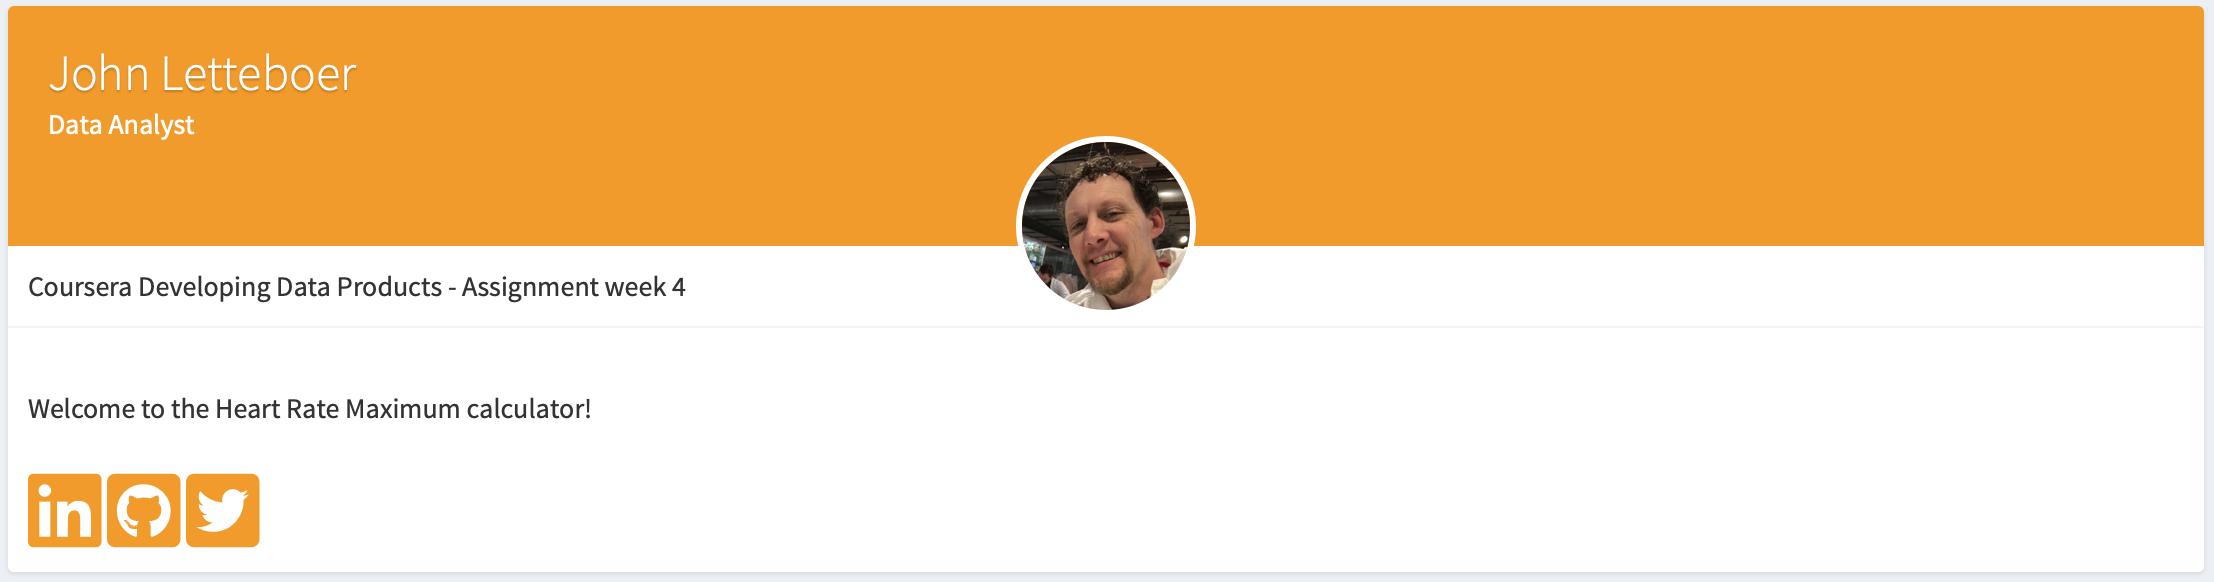 John Letteboer
Data Analyst
Coursera Developing Data Products - Assignment week 4
Welcome to the Heart Rate Maximum calculator!
in